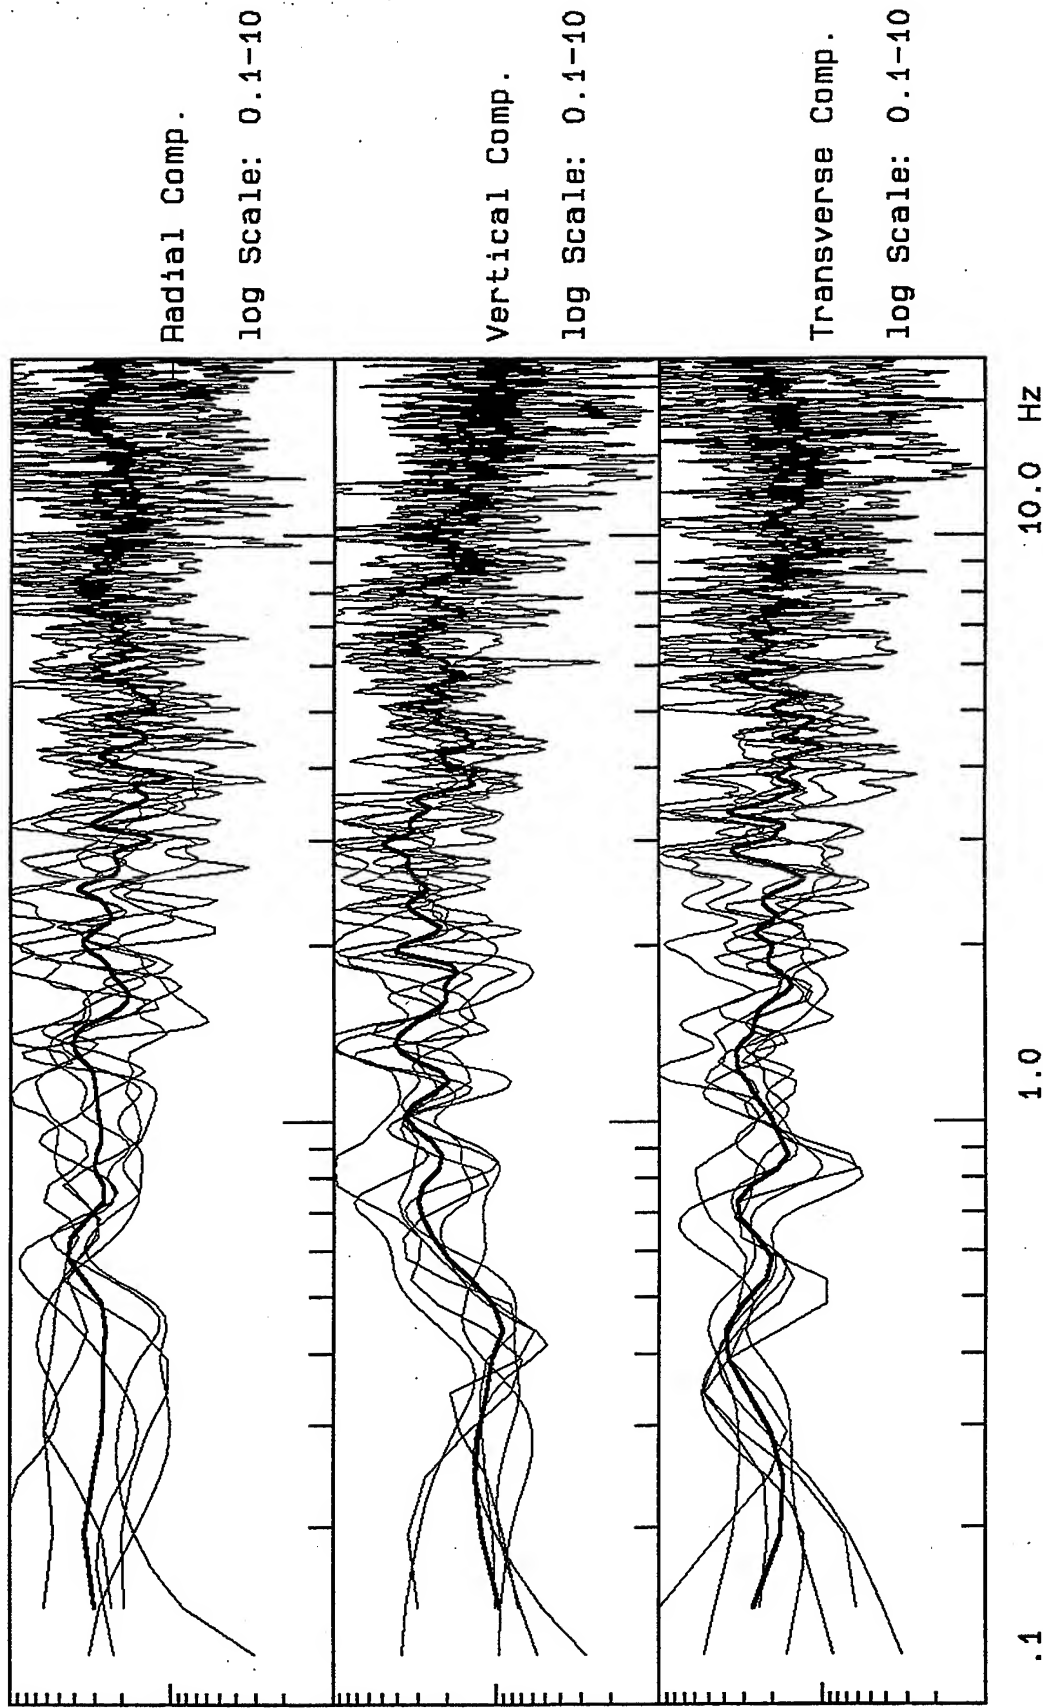 Radial Comp.
log Scale: 0.1-10
Vertical Comp.
log Scale: 0.1-10
Transverse Comp.
log Scale: 0.1-10
.1
1.0
10.0 Hz